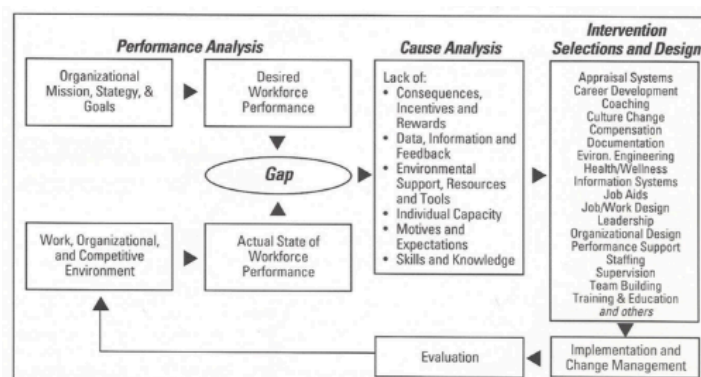 Performance Analysis
Cause Analysis
Intervention
Selections and Design
Organizational
Mission, Stategy, &
Goals
Desired
Workforce
Performance
Gap
Work, Organizational,
and Competitive
Environment
Actual State of
Workforce
Performance
Lack of:
• Consequences,
Incentives and
Rewards
• Data, Information and
Feedback
• Environmental
Support, Resources
and Tools
• Individual Capacity
• Motives and
Expectations
• Skills and Knowledge
Appraisal Systems
Career Development
Coaching
Culture Change
Compensation
Documentation
Environ. Engineering
Health/Wellness
Information Systems
Job Aids
Job/Work Design
Leadership
Organizational Design
Performance Support
Staffing
Supervision
Team Building
Training & Education
and others
Implementation and
Change Management
Evaluation